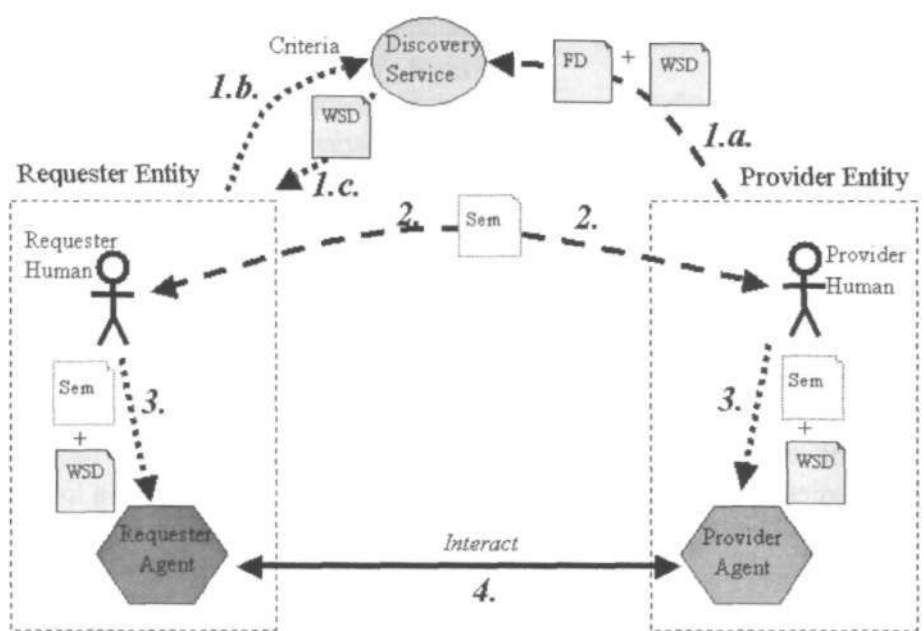 Criteria
Discovery
Service
FD
+
WSD
1.b.
WSD
1.a.
1.c.
Requester Entity
Provider Entity
2.
Sem
2.
Requester
Human
Provider
Human
Sem
+
WSD
3.
3.
Sem
+
WSD
Requester
Agent
Interact
4.
Provider
Agent